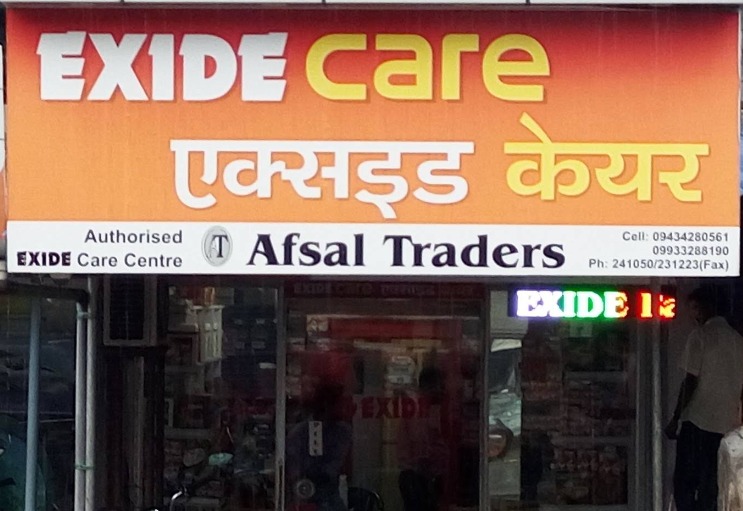 EXIDE care
एक्सइड केयर
Authorised
EXIDE Care Centre
Afsal Traders
Cell: 09434280561
09933288190
Ph: 241050/231223(Fax)
EXIDE
EXIDE